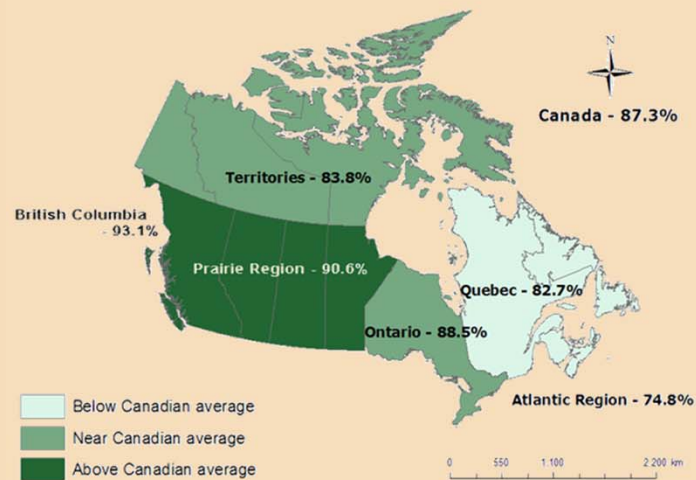 N
Canada - 87.3%
Territories - 83.8%
British Columbia
- 93.1%
Prairie Region - 90.6%
Quebec - 82.7%
Ontario - 88.5%
Atlantic Region - 74.8%
Below Canadian average
Near Canadian average
Above Canadian average
0 550 1.100 2 200 km